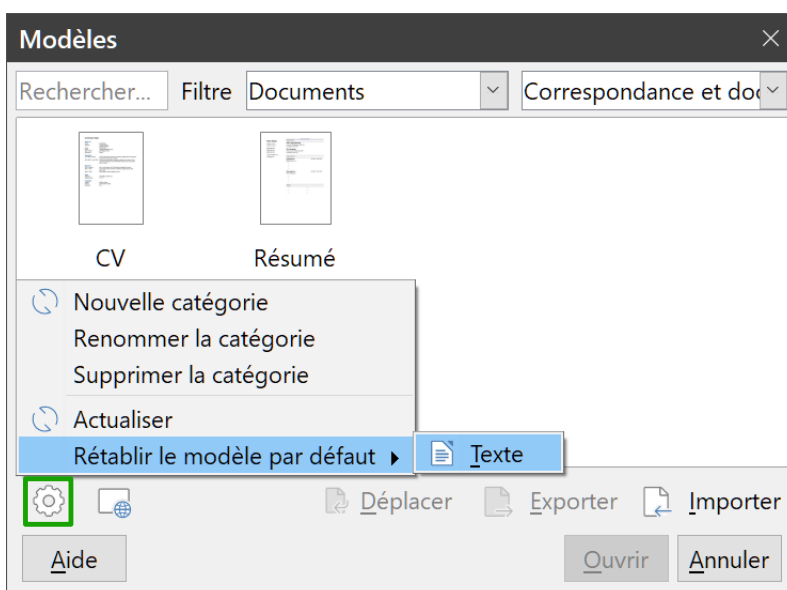 Modèles
Rechercher... Filtre Documents Correspondance et do
CV Résumé
Nouvelle catégorie
Renommer la catégorie
Supprimer la catégorie
Actualiser
Rétablir le modèle par défaut Texte
Déplacer Exporter Importer
Aide Ouvrir Annuler